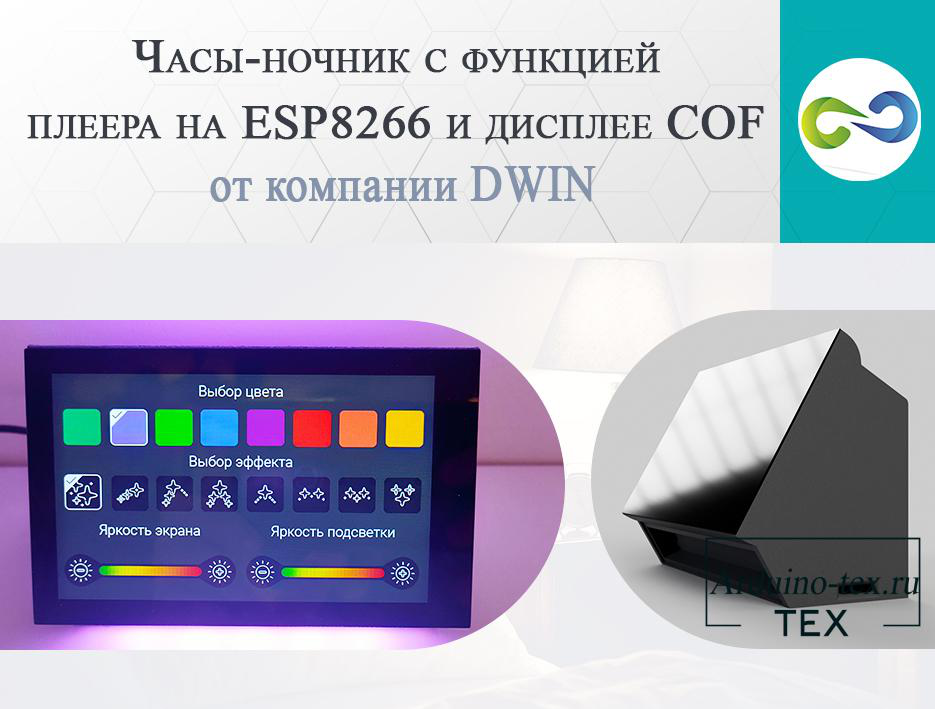 Часы-ночник с функцией
плеера на ESP8266 и дисплее COF
от компании DWIN
Выбор цвета
Выбор эффекта
Яркость экрана
Яркость подсветки
Arduino-tex.ru
TEX